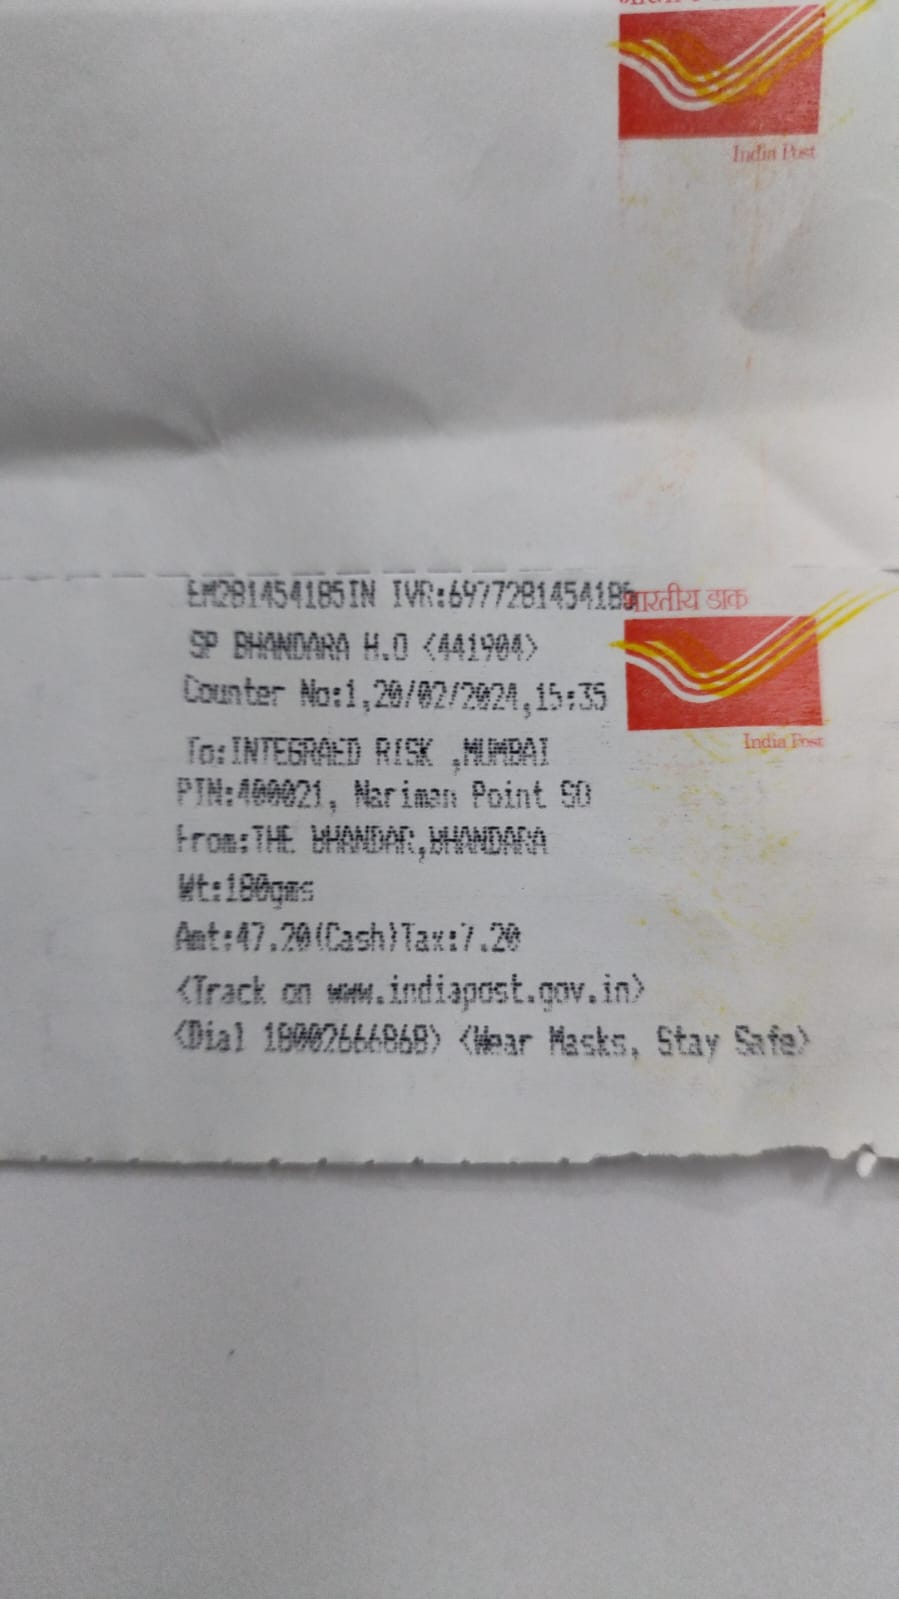 India Post
EM281454185IN IVR:6977281454185
भारतीय डाक
SP BHANDARA H.O <441904>
Counter No:1,20/02/2024,15:35
India Post
To:INTEGRAED RISK ,MUMBAI
PIN:400021, Nariman Point SO
From:THE BHANDAR,BHANDARA
Wt:180gms
Amt:47.20(Cash)Tax:7.20
<Track on www.indiapost.gov.in>
<Dial 18002666868> <Wear Masks, Stay Safe>